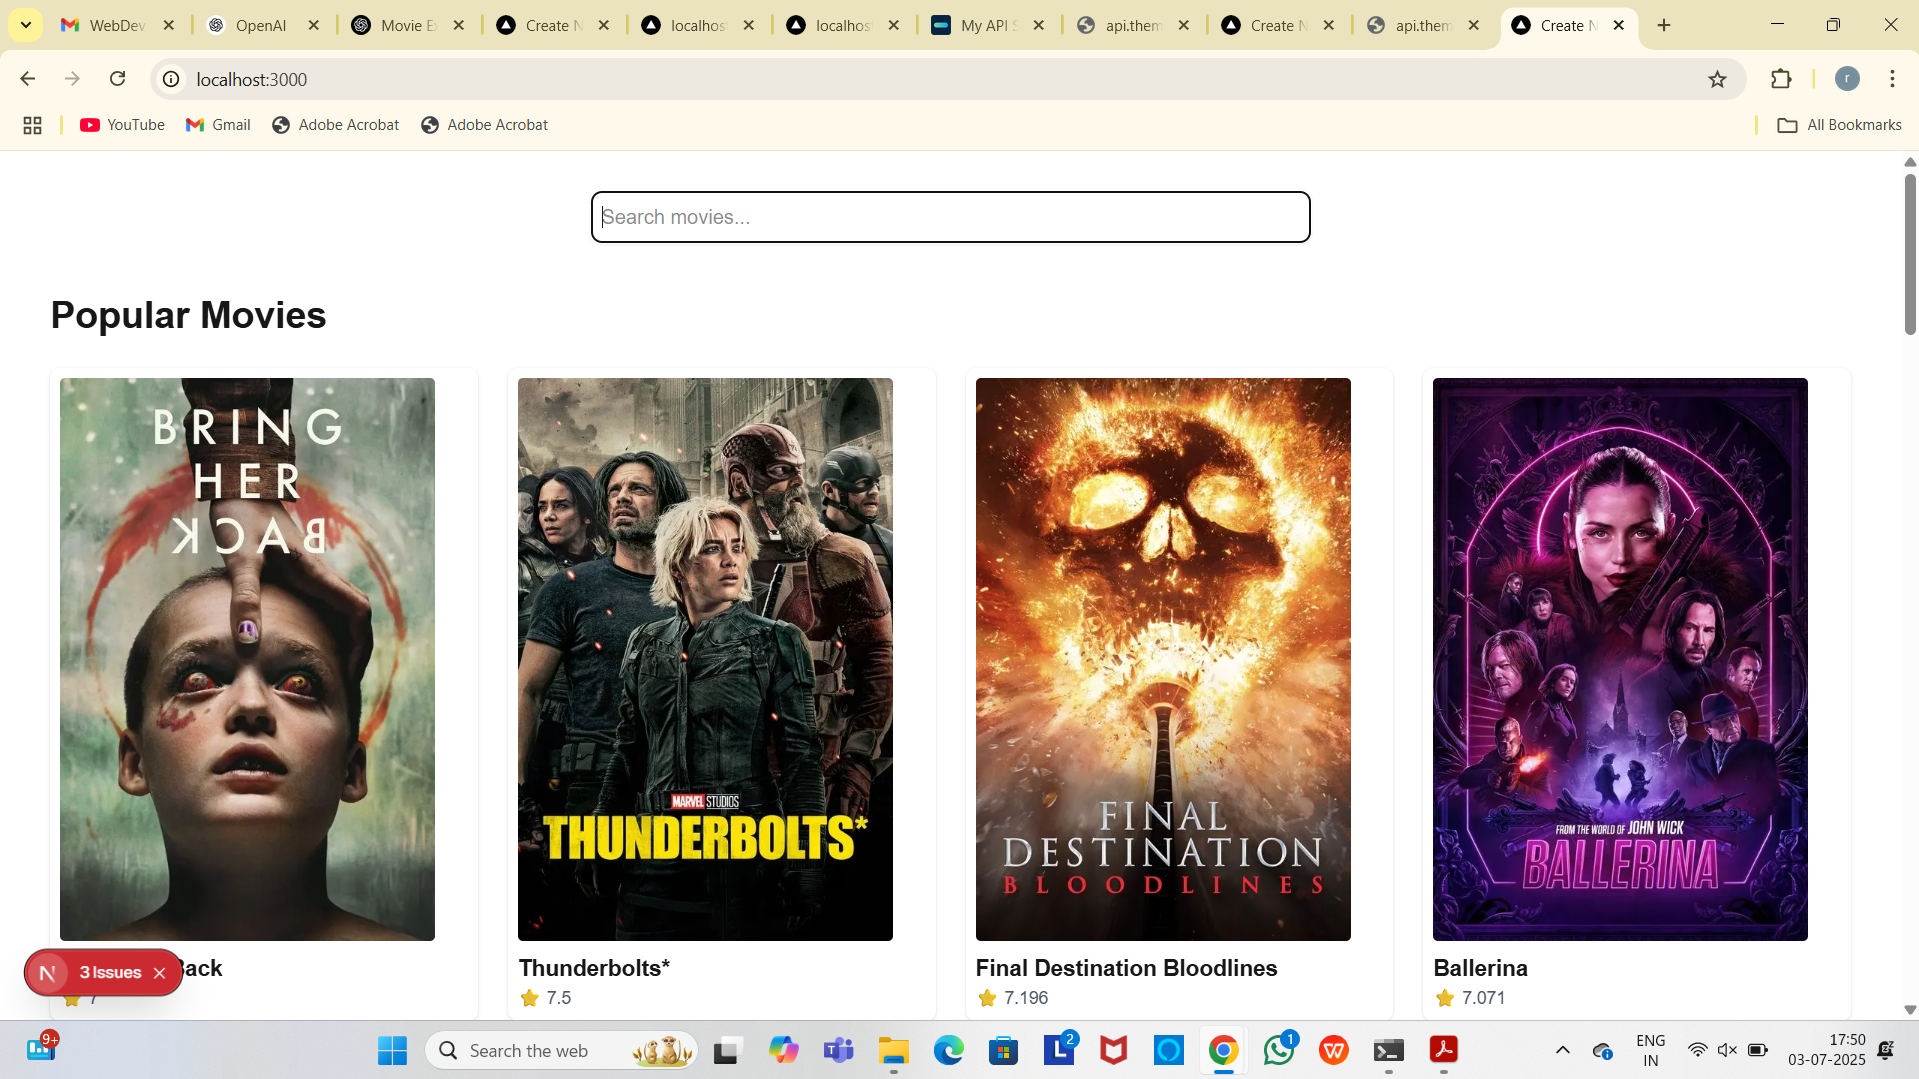 WebDev
OpenAI
Movie E
Create N
localhos
localhos
My API S
api.them
Create N
api.them
Create N
localhost:3000
r
YouTube
Gmail
Adobe Acrobat
Adobe Acrobat
All Bookmarks
Search movies...
Popular Movies
BRING
HER
BACK
MARVEL STUDIOS
THUNDERBOLTS*
FINAL
DESTINATION
BLOODLINES
FROM THE WORLD OF JOHN WICK
BALLERINA
N 3 Issues
Back
7
Thunderbolts*
7.5
Final Destination Bloodlines
7.196
Ballerina
7.071
9+
Search the web
2
1
ENG
IN
17:50
03-07-2025